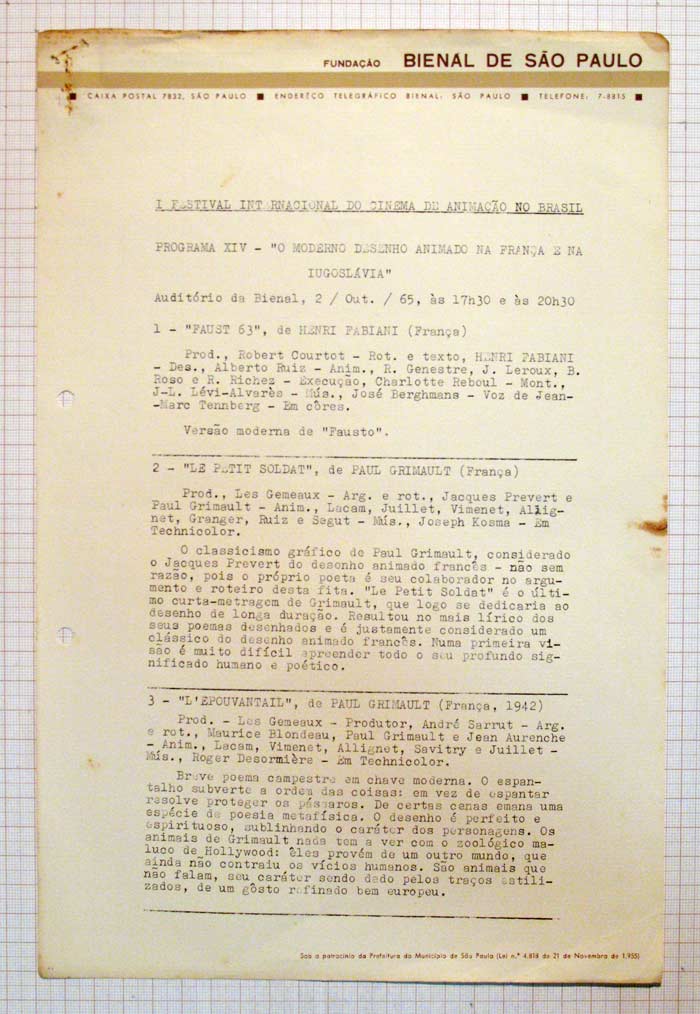 FUNDAÇÃO BIENAL DE SÃO PAULO
■ CAIXA POSTAL 7832, SÃO PAULO ■ ENDERÊÇO TELEGRÁFICO BIENAL, SÃO PAULO ■ TELEFONE: 7-8815 ■
I FESTIVAL INTERNACIONAL DO CINEMA DE ANIMAÇÃO NO BRASIL
PROGRAMA XIV - "O MODERNO DESENHO ANIMADO NA FRANÇA E NA
IUGOSLÁVIA"
Auditório da Bienal, 2 / Out. / 65, às 17h30 e às 20h30
1 - "FAUST 63", de HENRI FABIANI (França)
Prod., Robert Courtot - Rot. e texto, HENRI FABIANI
- Des., Alberto Ruiz - Anim., R. Genestre, J. Leroux, B.
Roso e R. Richez - Execução, Charlotte Reboul - Mont.,
J-L. Lévi-Alvarès - Mús., José Berghmans - Voz de Jean-
-Marc Tennberg - Em côres.
Versão moderna de "Fausto".
2 - "LE PETIT SOLDAT", de PAUL GRIMAULT (França)
Prod., Les Gemeaux - Arg. e rot., Jacques Prevert e
Paul Grimault - Anim., Lacam, Juillet, Vimenet, Allig-
net, Granger, Ruiz e Segut - Mús., Joseph Kosma - Em
Technicolor.
O classicismo gráfico de Paul Grimault, considerado
o Jacques Prevert do desenho animado francês - não sem
razão, pois o próprio poeta é seu colaborador no argu-
mento e roteiro desta fita. "Le Petit Soldat" é o últi-
mo curta-metragem de Grimault, que logo se dedicaria ao
desenho de longa duração. Resultou no mais lírico dos
seus poemas desenhados e é justamente considerado um
clássico do desenho animado francês. Numa primeira vi-
são é muito difícil apreender todo o seu profundo sig-
nificado humano e poético.
3 - "L'EPOUVANTAIL", de PAUL GRIMAULT (França, 1942)
Prod. - Les Gemeaux - Produtor, André Sarrut - Arg.
e rot., Maurice Blondeau, Paul Grimault e Jean Aurenche
- Anim., Lacam, Vimenet, Allignet, Savitry e Juillet -
Mús., Roger Desormière - Em Technicolor.
Breve poema campestre em chave moderna. O espan-
talho subverte a ordem das coisas: em vez de espantar
resolve proteger os pássaros. De certas cenas emana uma
espécie de poesia metafísica. O desenho é perfeito e
espirituoso, sublinhando o caráter dos personagens. Os
animais de Grimault nada tem a ver com o zoológico ma-
luco de Hollywood: êles provém de um outro mundo, que
ainda não contraiu os vícios humanos. São animais que
não falam, seu caráter sendo dado pelos traços estili-
zados, de um gôsto refinado bem europeu.
Sob o patrocínio da Prefeitura do Município de São Paulo (Lei n.º 4.818 de 21 de Novembro de 1.955)